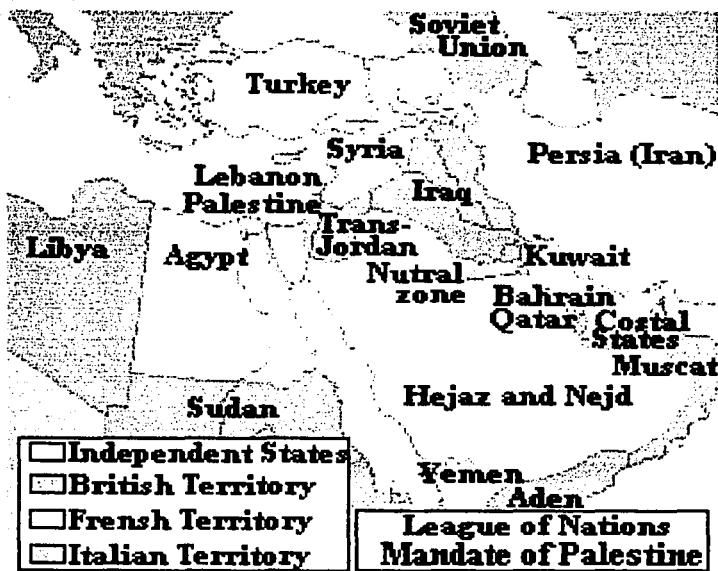 Soviet
Union
Turkey
Syria
Persia (Iran)
Lebanon
Palestine
Iraq
Trans-
Jordan
Libya
Agypt
Kuwait
Nutral
zone
Bahrain
Qatar
Costal
States
Muscat
Hejaz and Nejd
Sudan
Yemen
Aden
Independent States
British Territory
Frensh Territory
Italian Territory
League of Nations
Mandate of Palestine